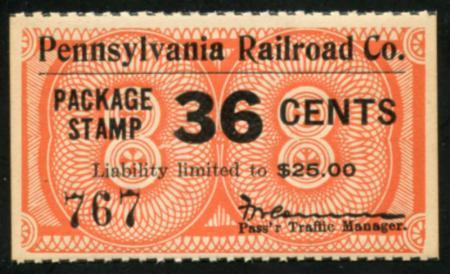 Pennsylvania Railroad Co.
PACKAGE
STAMP
36 CENTS
Liability limited to $25.00
767
Pass'r Traffic Manager.